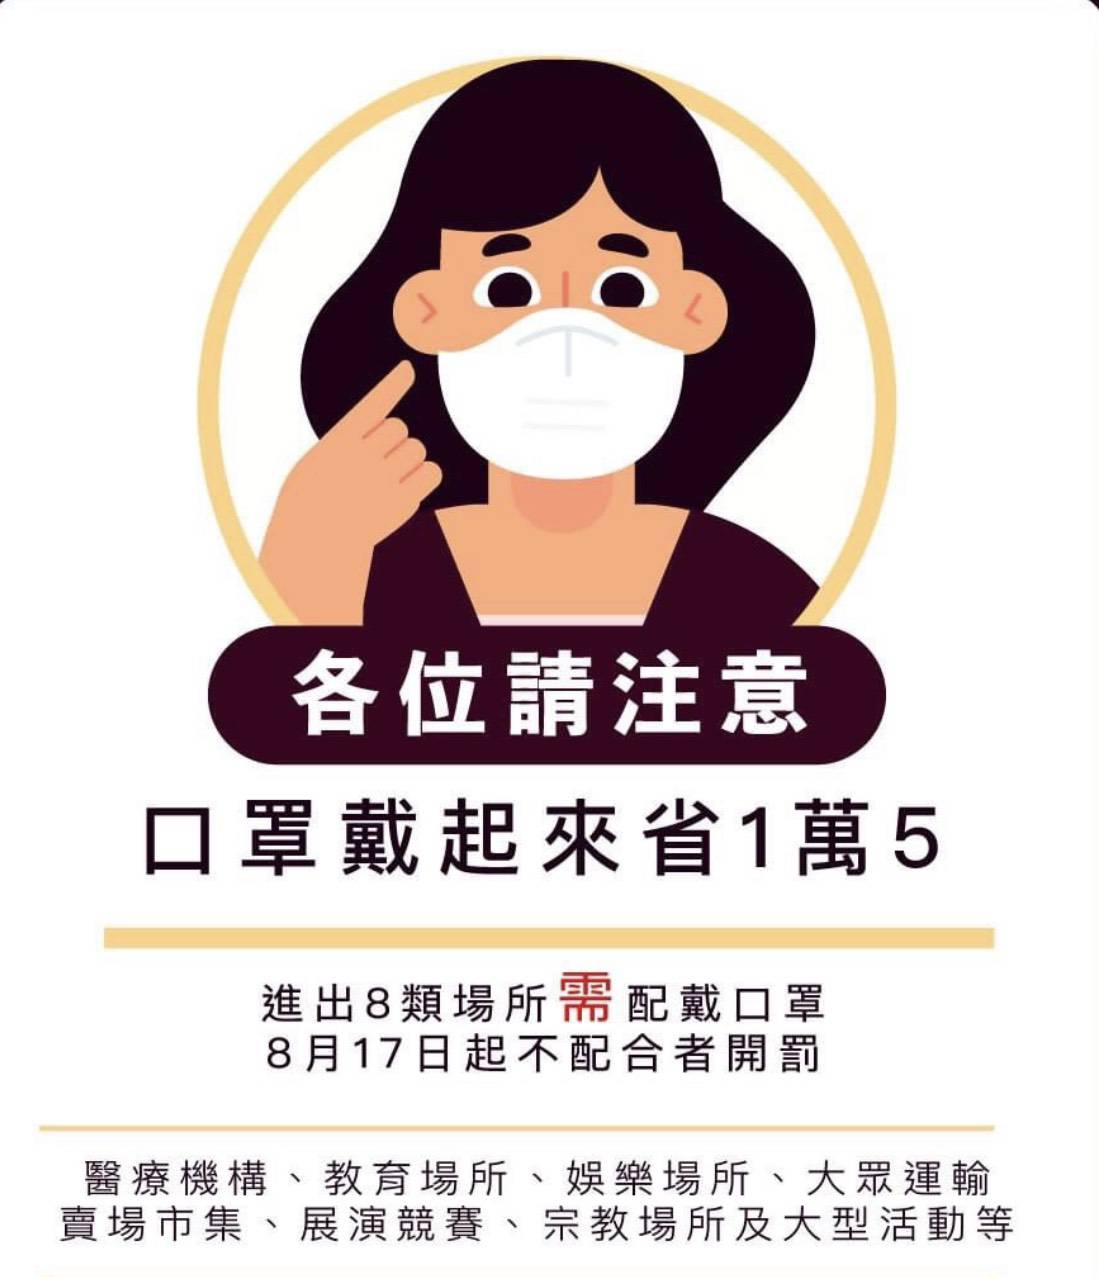 各位請注意
口罩戴起來省1萬5
進出8類場所需配戴口罩
8月17日起不配合者開罰
醫療機構、教育場所、娛樂場所、大眾運輸
賣場市集、展演競賽、宗教場所及大型活動等